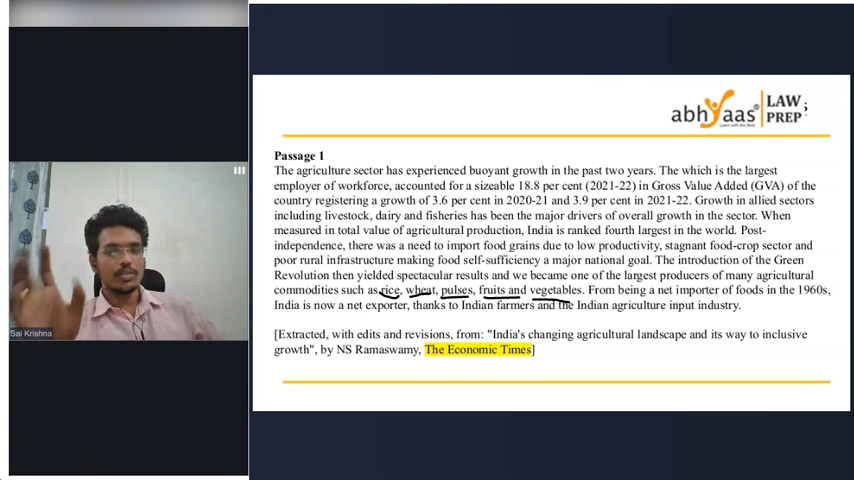 abhyaas®
Learn with the Best
LAW
PREP
Passage 1
The agriculture sector has experienced buoyant growth in the past two years. The which is the largest
employer of workforce, accounted for a sizeable 18.8 per cent (2021-22) in Gross Value Added (GVA) of the
country registering a growth of 3.6 per cent in 2020-21 and 3.9 per cent in 2021-22. Growth in allied sectors
including livestock, dairy and fisheries has been the major drivers of overall growth in the sector. When
measured in total value of agricultural production, India is ranked fourth largest in the world. Post-
independence, there was a need to import food grains due to low productivity, stagnant food-crop sector and
poor rural infrastructure making food self-sufficiency a major national goal. The introduction of the Green
Revolution then yielded spectacular results and we became one of the largest producers of many agricultural
commodities such as rice, wheat, pulses, fruits and vegetables. From being a net importer of foods in the 1960s,
India is now a net exporter, thanks to Indian farmers and the Indian agriculture input industry.
[Extracted, with edits and revisions, from: "India's changing agricultural landscape and its way to inclusive
growth", by NS Ramaswamy, The Economic Times]
Sai Krishna